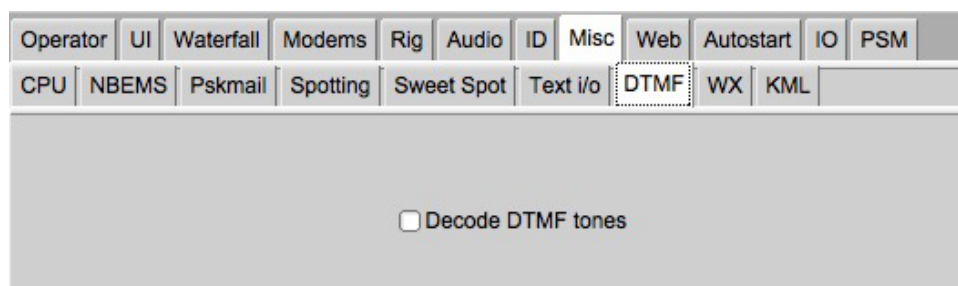 Operator UI Waterfall Modems Rig Audio ID Misc Web Autostart IO PSM
CPU NBEMS Pskmail Spotting Sweet Spot Text i/o DTMF WX KML
Decode DTMF tones